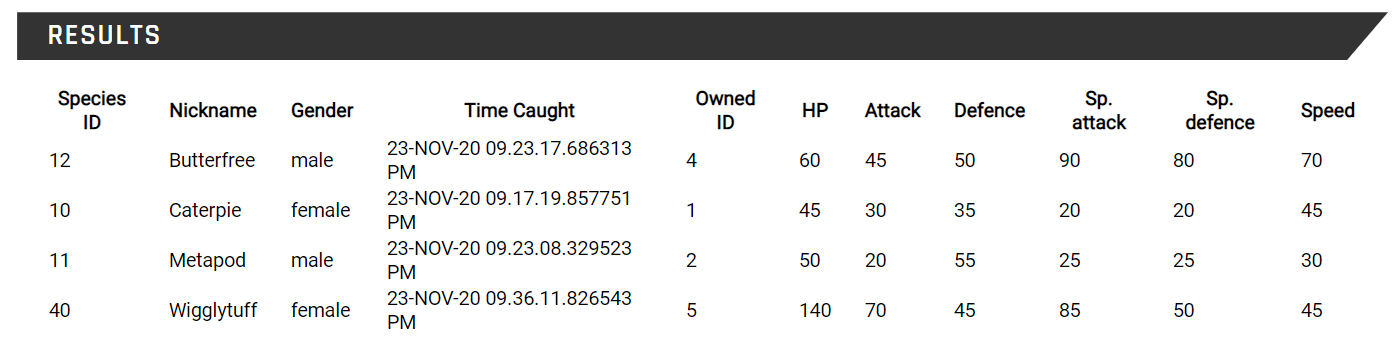 RESULTS
Species ID Nickname Gender Time Caught Owned ID HP Attack Defence Sp. attack Sp. defence Speed
12 Butterfree male 23-NOV-20 09.23.17.686313 PM 4 60 45 50 90 80 70
10 Caterpie female 23-NOV-20 09.17.19.857751 PM 1 45 30 35 20 20 45
11 Metapod male 23-NOV-20 09.23.08.329523 PM 2 50 20 55 25 25 30
40 Wigglytuff female 23-NOV-20 09.36.11.826543 PM 5 140 70 45 85 50 45